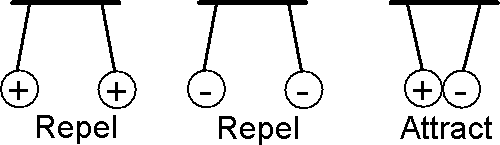 + + - - + -
Repel Repel Attract